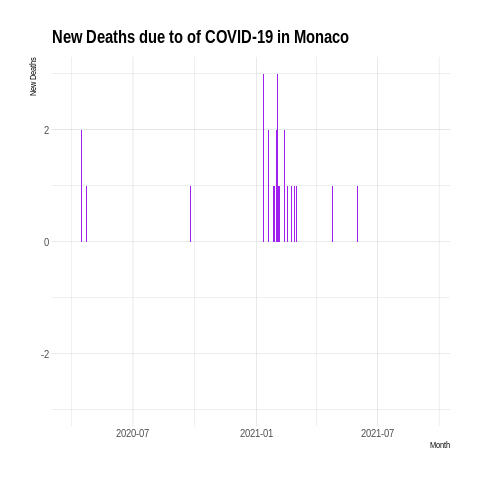 New Deaths due to of COVID-19 in Monaco
New Deaths
2
0
-2
2020-07
2021-01
2021-07
Month